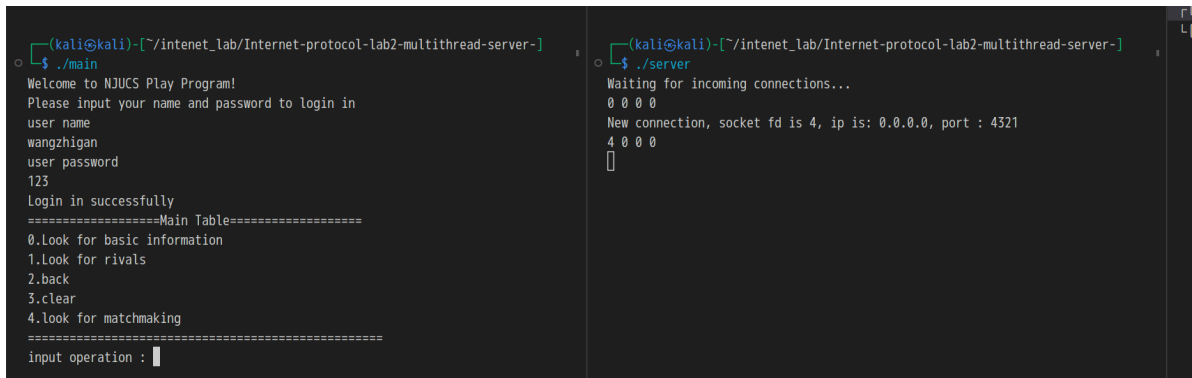 ┌──(kali㉿kali)-[~/intenet_lab/Internet-protocol-lab2-multithread-server-]
└─$ ./main
Welcome to NJUCS Play Program!
Please input your name and password to login in
user name
wangzhigan
user password
123
Login in successfully
===================Main Table===================
0.Look for basic information
1.Look for rivals
2.back
3.clear
4.look for matchmaking
===================================================
input operation :
┌──(kali㉿kali)-[~/intenet_lab/Internet-protocol-lab2-multithread-server-]
└─$ ./server
Waiting for incoming connections...
0 0 0 0
New connection, socket fd is 4, ip is: 0.0.0.0, port : 4321
4 0 0 0